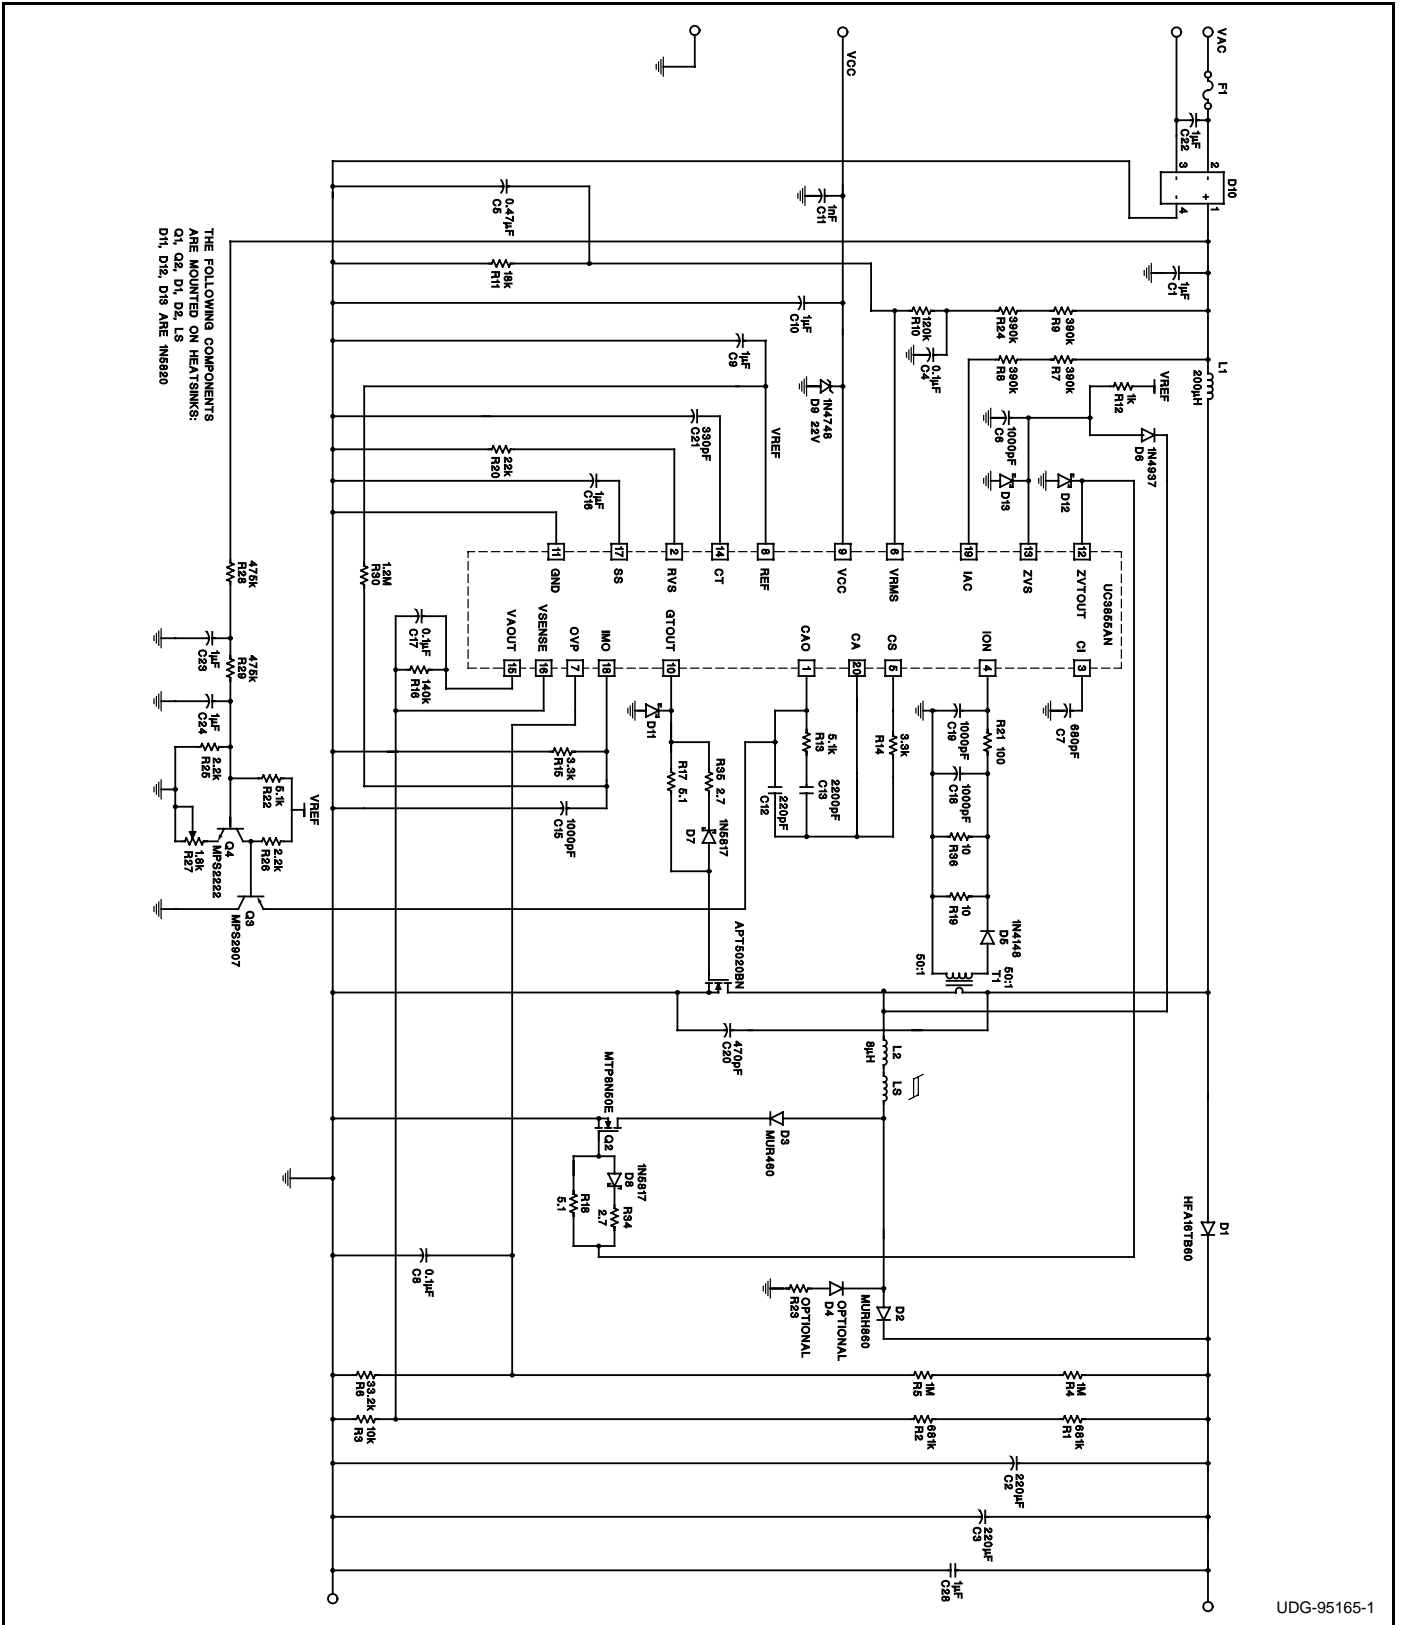 VAC
F1
1µF
C22
2
3
-
-
+
4
1
D10
VCC
1nF
C11
1µF
C1
0.47µF
C5
18k
R11
1µF
C10
1µF
C9
120k
R10
0.1µF
C4
390k
R24
390k
R9
390k
R8
390k
R7
L1
200µH
VREF
1k
R12
1N4937
D6
1000pF
C6
D13
D12
1N4748
D9 22V
VREF
330pF
C21
22k
R20
1µF
C16
1.2M
R30
11
17
2
14
8
9
6
19
13
12
GND
SS
RVS
CT
REF
VCC
VRMS
IAC
ZVS
ZVTOUT
UC3855AN
VAOUT
VSENSE
OVP
IMO
GTOUT
CAO
CA
CS
ION
CI
15
16
7
18
10
1
20
5
4
3
0.1µF
C17
140k
R16
D11
3.3k
R15
1000pF
C15
R17 5.1
R35 2.7
1N5817
D7
5.1k
R13
2200pF
C13
220pF
C12
3.3k
R14
1000pF
C19
R21 100
680pF
C7
1000pF
C18
10
R36
10
R19
1N4148
D5
50:1
T1
50:1
APT5020BN
470pF
C20
L2
8µH
LS
MTP8N50E
Q2
D3
MUR460
1N5817
D8
R34
2.7
R18
5.1
D1
HFA16TB60
0.1µF
C8
D4
OPTIONAL
R23
OPTIONAL
D2
MURH860
33.2k
R6
1M
R5
1M
R4
10k
R3
681k
R2
681k
R1
220µF
C2
220µF
C3
1µF
C28
475k
R28
1µF
C23
475k
R29
1µF
C24
2.2k
R25
5.1k
R22
VREF
2.2k
R26
1.8k
R27
Q4
MPS2222
Q3
MPS2907
THE FOLLOWING COMPONENTS
ARE MOUNTED ON HEATSINKS:
Q1, Q2, D1, D2, LS
D11, D12, D13 ARE 1N5820
UDG-95165-1